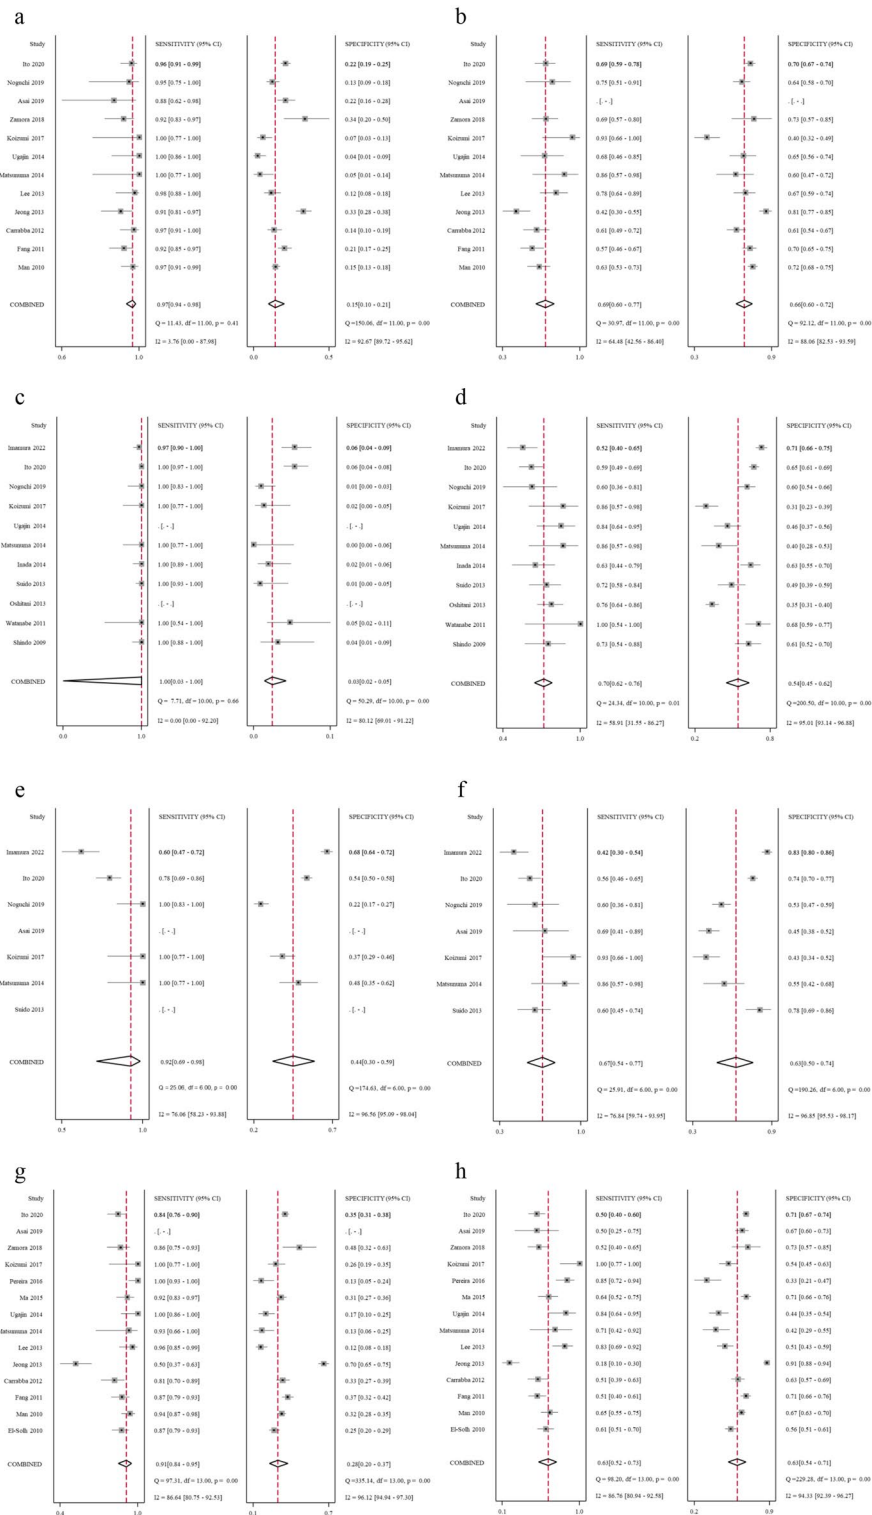 a
Study SENSITIVITY (95% CI) SPECIFICITY (95% CI)
Ito 2020 0.96 [0.91 - 0.99] 0.22 [0.19 - 0.25]
Noguchi 2019 0.95 [0.75 - 1.00] 0.13 [0.09 - 0.18]
Asai 2019 0.88 [0.62 - 0.98] 0.22 [0.16 - 0.28]
Zamora 2018 0.92 [0.83 - 0.97] 0.34 [0.20 - 0.50]
Koizumi 2017 1.00 [0.77 - 1.00] 0.07 [0.03 - 0.13]
Ugajin 2014 1.00 [0.86 - 1.00] 0.04 [0.01 - 0.09]
Matsunuma 2014 1.00 [0.77 - 1.00] 0.05 [0.01 - 0.14]
Lee 2013 0.98 [0.88 - 1.00] 0.12 [0.08 - 0.18]
Jeong 2013 0.91 [0.81 - 0.97] 0.33 [0.28 - 0.38]
Carrabba 2012 0.97 [0.91 - 1.00] 0.14 [0.10 - 0.19]
Fang 2011 0.92 [0.85 - 0.97] 0.21 [0.17 - 0.25]
Man 2010 0.97 [0.91 - 0.99] 0.15 [0.13 - 0.18]
COMBINED 0.97[0.94 - 0.98] 0.15[0.10 - 0.21]
Q = 11.43, df = 11.00, p = 0.41 Q =150.06, df = 11.00, p = 0.00
I2 = 3.76 [0.00 - 87.98] I2 = 92.67 [89.72 - 95.62]
0.6 1.0 0.0 0.5
b
Study SENSITIVITY (95% CI) SPECIFICITY (95% CI)
Ito 2020 0.69 [0.59 - 0.78] 0.70 [0.67 - 0.74]
Noguchi 2019 0.75 [0.51 - 0.91] 0.64 [0.58 - 0.70]
Asai 2019 . [. - .] . [. - .]
Zamora 2018 0.69 [0.57 - 0.80] 0.73 [0.57 - 0.85]
Koizumi 2017 0.93 [0.66 - 1.00] 0.40 [0.32 - 0.49]
Ugajin 2014 0.68 [0.46 - 0.85] 0.65 [0.56 - 0.74]
Matsunuma 2014 0.86 [0.57 - 0.98] 0.60 [0.47 - 0.72]
Lee 2013 0.78 [0.64 - 0.89] 0.67 [0.59 - 0.74]
Jeong 2013 0.42 [0.30 - 0.55] 0.81 [0.77 - 0.85]
Carrabba 2012 0.61 [0.49 - 0.72] 0.61 [0.54 - 0.67]
Fang 2011 0.57 [0.46 - 0.67] 0.70 [0.65 - 0.75]
Man 2010 0.63 [0.53 - 0.73] 0.72 [0.68 - 0.75]
COMBINED 0.69[0.60 - 0.77] 0.66[0.60 - 0.72]
Q = 30.97, df = 11.00, p = 0.00 Q = 92.12, df = 11.00, p = 0.00
I2 = 64.48 [42.56 - 86.40] I2 = 88.06 [82.53 - 93.59]
0.3 1.0 0.3 0.9
c
Study SENSITIVITY (95% CI) SPECIFICITY (95% CI)
Imamura 2022 0.97 [0.90 - 1.00] 0.06 [0.04 - 0.09]
Ito 2020 1.00 [0.97 - 1.00] 0.06 [0.04 - 0.08]
Noguchi 2019 1.00 [0.83 - 1.00] 0.01 [0.00 - 0.03]
Koizumi 2017 1.00 [0.77 - 1.00] 0.02 [0.00 - 0.05]
Ugajin 2014 . [. - .] . [. - .]
Matsunuma 2014 1.00 [0.77 - 1.00] 0.00 [0.00 - 0.06]
Inada 2014 1.00 [0.89 - 1.00] 0.02 [0.01 - 0.06]
Suido 2013 1.00 [0.93 - 1.00] 0.01 [0.00 - 0.05]
Oshitani 2013 . [. - .] . [. - .]
Watanabe 2011 1.00 [0.54 - 1.00] 0.05 [0.02 - 0.11]
Shindo 2009 1.00 [0.88 - 1.00] 0.04 [0.01 - 0.09]
COMBINED 1.00[0.03 - 1.00] 0.03[0.02 - 0.05]
Q = 7.71, df = 10.00, p = 0.66 Q = 50.29, df = 10.00, p = 0.00
I2 = 0.00 [0.00 - 92.20] I2 = 80.12 [69.01 - 91.22]
0.0 1.0 0.0 0.1
d
Study SENSITIVITY (95% CI) SPECIFICITY (95% CI)
Imamura 2022 0.52 [0.40 - 0.65] 0.71 [0.66 - 0.75]
Ito 2020 0.59 [0.49 - 0.69] 0.65 [0.61 - 0.69]
Noguchi 2019 0.60 [0.36 - 0.81] 0.60 [0.54 - 0.66]
Koizumi 2017 0.86 [0.57 - 0.98] 0.31 [0.23 - 0.39]
Ugajin 2014 0.84 [0.64 - 0.95] 0.46 [0.37 - 0.56]
Matsunuma 2014 0.86 [0.57 - 0.98] 0.40 [0.28 - 0.53]
Inada 2014 0.63 [0.44 - 0.79] 0.63 [0.55 - 0.70]
Suido 2013 0.72 [0.58 - 0.84] 0.49 [0.39 - 0.59]
Oshitani 2013 0.76 [0.64 - 0.86] 0.35 [0.31 - 0.40]
Watanabe 2011 1.00 [0.54 - 1.00] 0.68 [0.59 - 0.77]
Shindo 2009 0.73 [0.54 - 0.88] 0.61 [0.52 - 0.70]
COMBINED 0.70[0.62 - 0.76] 0.54[0.45 - 0.62]
Q = 24.34, df = 10.00, p = 0.01 Q =200.50, df = 10.00, p = 0.00
I2 = 58.91 [31.55 - 86.27] I2 = 95.01 [93.14 - 96.88]
0.4 1.0 0.2 0.8
e
Study SENSITIVITY (95% CI) SPECIFICITY (95% CI)
Imamura 2022 0.60 [0.47 - 0.72] 0.68 [0.64 - 0.72]
Ito 2020 0.78 [0.69 - 0.86] 0.54 [0.50 - 0.58]
Noguchi 2019 1.00 [0.83 - 1.00] 0.22 [0.17 - 0.27]
Asai 2019 . [. - .] . [. - .]
Koizumi 2017 1.00 [0.77 - 1.00] 0.37 [0.29 - 0.46]
Matsunuma 2014 1.00 [0.77 - 1.00] 0.48 [0.35 - 0.62]
Suido 2013 . [. - .] . [. - .]
COMBINED 0.92[0.69 - 0.98] 0.44[0.30 - 0.59]
Q = 25.06, df = 6.00, p = 0.00 Q =174.63, df = 6.00, p = 0.00
I2 = 76.06 [58.23 - 93.88] I2 = 96.56 [95.09 - 98.04]
0.5 1.0 0.2 0.7
f
Study SENSITIVITY (95% CI) SPECIFICITY (95% CI)
Imamura 2022 0.42 [0.30 - 0.54] 0.83 [0.80 - 0.86]
Ito 2020 0.56 [0.46 - 0.65] 0.74 [0.70 - 0.77]
Noguchi 2019 0.60 [0.36 - 0.81] 0.53 [0.47 - 0.59]
Asai 2019 0.69 [0.41 - 0.89] 0.45 [0.38 - 0.52]
Koizumi 2017 0.93 [0.66 - 1.00] 0.43 [0.34 - 0.52]
Matsunuma 2014 0.86 [0.57 - 0.98] 0.55 [0.42 - 0.68]
Suido 2013 0.60 [0.45 - 0.74] 0.78 [0.69 - 0.86]
COMBINED 0.67[0.54 - 0.77] 0.63[0.50 - 0.74]
Q = 25.91, df = 6.00, p = 0.00 Q =190.26, df = 6.00, p = 0.00
I2 = 76.84 [59.74 - 93.95] I2 = 96.85 [95.53 - 98.17]
0.3 1.0 0.3 0.9
g
Study SENSITIVITY (95% CI) SPECIFICITY (95% CI)
Ito 2020 0.84 [0.76 - 0.90] 0.35 [0.31 - 0.38]
Asai 2019 . [. - .] . [. - .]
Zamora 2018 0.86 [0.75 - 0.93] 0.48 [0.32 - 0.63]
Koizumi 2017 1.00 [0.77 - 1.00] 0.26 [0.19 - 0.35]
Pereira 2016 1.00 [0.93 - 1.00] 0.13 [0.05 - 0.24]
Ma 2015 0.92 [0.83 - 0.97] 0.31 [0.27 - 0.36]
Ugajin 2014 1.00 [0.86 - 1.00] 0.17 [0.10 - 0.25]
Matsunuma 2014 0.93 [0.66 - 1.00] 0.13 [0.06 - 0.25]
Lee 2013 0.96 [0.85 - 0.99] 0.12 [0.08 - 0.18]
Jeong 2013 0.50 [0.37 - 0.63] 0.70 [0.65 - 0.75]
Carrabba 2012 0.81 [0.70 - 0.89] 0.33 [0.27 - 0.39]
Fang 2011 0.87 [0.79 - 0.93] 0.37 [0.32 - 0.42]
Man 2010 0.94 [0.87 - 0.98] 0.32 [0.28 - 0.35]
El-Solh 2010 0.87 [0.79 - 0.93] 0.25 [0.20 - 0.29]
COMBINED 0.91[0.84 - 0.95] 0.28[0.20 - 0.37]
Q = 97.31, df = 13.00, p = 0.00 Q =335.14, df = 13.00, p = 0.00
I2 = 86.64 [80.75 - 92.53] I2 = 96.12 [94.94 - 97.30]
0.4 1.0 0.1 0.7
h
Study SENSITIVITY (95% CI) SPECIFICITY (95% CI)
Ito 2020 0.50 [0.40 - 0.60] 0.71 [0.67 - 0.74]
Asai 2019 0.50 [0.25 - 0.75] 0.67 [0.60 - 0.73]
Zamora 2018 0.52 [0.40 - 0.65] 0.73 [0.57 - 0.85]
Koizumi 2017 1.00 [0.77 - 1.00] 0.54 [0.45 - 0.63]
Pereira 2016 0.85 [0.72 - 0.94] 0.33 [0.21 - 0.47]
Ma 2015 0.64 [0.52 - 0.75] 0.71 [0.66 - 0.76]
Ugajin 2014 0.84 [0.64 - 0.95] 0.44 [0.35 - 0.54]
Matsunuma 2014 0.71 [0.42 - 0.92] 0.42 [0.29 - 0.55]
Lee 2013 0.83 [0.69 - 0.92] 0.51 [0.43 - 0.59]
Jeong 2013 0.18 [0.10 - 0.30] 0.91 [0.88 - 0.94]
Carrabba 2012 0.51 [0.39 - 0.63] 0.63 [0.57 - 0.69]
Fang 2011 0.51 [0.40 - 0.61] 0.71 [0.66 - 0.76]
Man 2010 0.65 [0.55 - 0.75] 0.67 [0.63 - 0.70]
El-Solh 2010 0.61 [0.51 - 0.70] 0.56 [0.51 - 0.61]
COMBINED 0.63[0.52 - 0.73] 0.63[0.54 - 0.71]
Q = 98.20, df = 13.00, p = 0.00 Q =229.28, df = 13.00, p = 0.00
I2 = 86.76 [80.94 - 92.58] I2 = 94.33 [92.39 - 96.27]
0.1 1.0 0.2 0.9